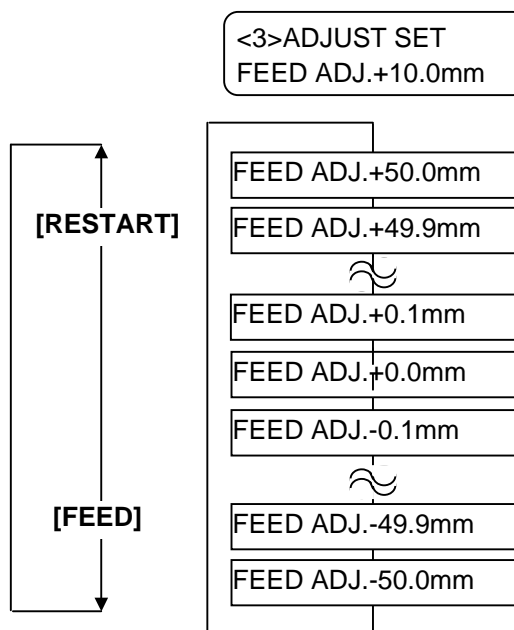 <3>ADJUST SET
FEED ADJ.+10.0mm
FEED ADJ.+50.0mm
[RESTART]
FEED ADJ.+49.9mm
FEED ADJ.+0.1mm
FEED ADJ.+0.0mm
FEED ADJ.-0.1mm
[FEED]
FEED ADJ.-49.9mm
FEED ADJ.-50.0mm